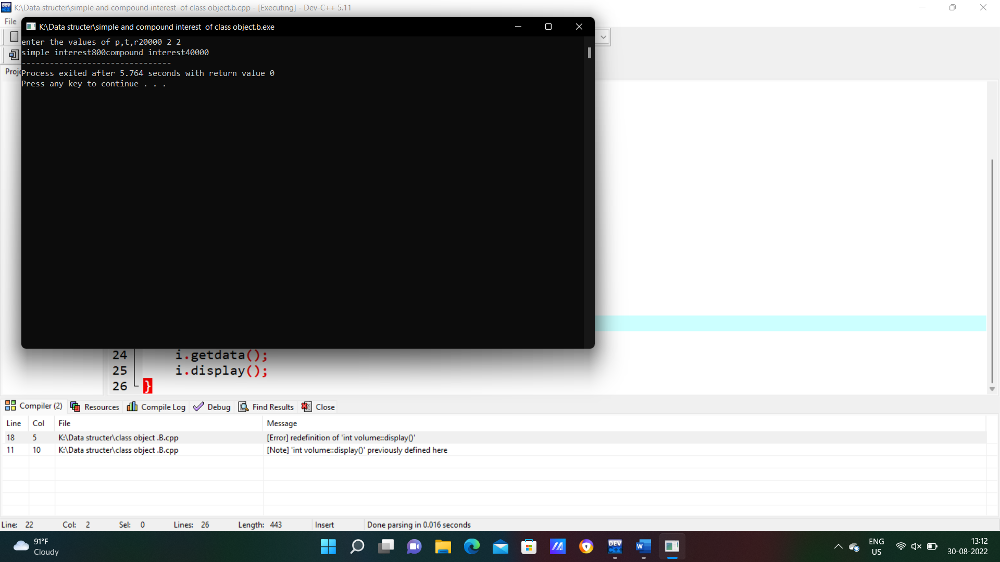 K:\Data structer\simple and compound interest  of class object.b.cpp - [Executing] - Dev-C++ 5.11
File
K:\Data structer\simple and compound interest  of class object.b.exe
enter the values of p,t,r20000 2 2
simple interest800compound interest40000
--------------------------------
Process exited after 5.764 seconds with return value 0
Press any key to continue . . .
Proje
24 i.getdata();
25 i.display();
26 }
Compiler (2) Resources Compile Log Debug Find Results Close
Line Col File Message
18 5 K:\Data structer\class object .B.cpp [Error] redefinition of 'int volume::display()'
11 10 K:\Data structer\class object .B.cpp [Note] 'int volume::display()' previously defined here
Line: 22 Col: 2 Sel: 0 Lines: 26 Length: 443 Insert Done parsing in 0.016 seconds
91°F
Cloudy
DEV
C++
W
ENG
US
13:12
30-08-2022